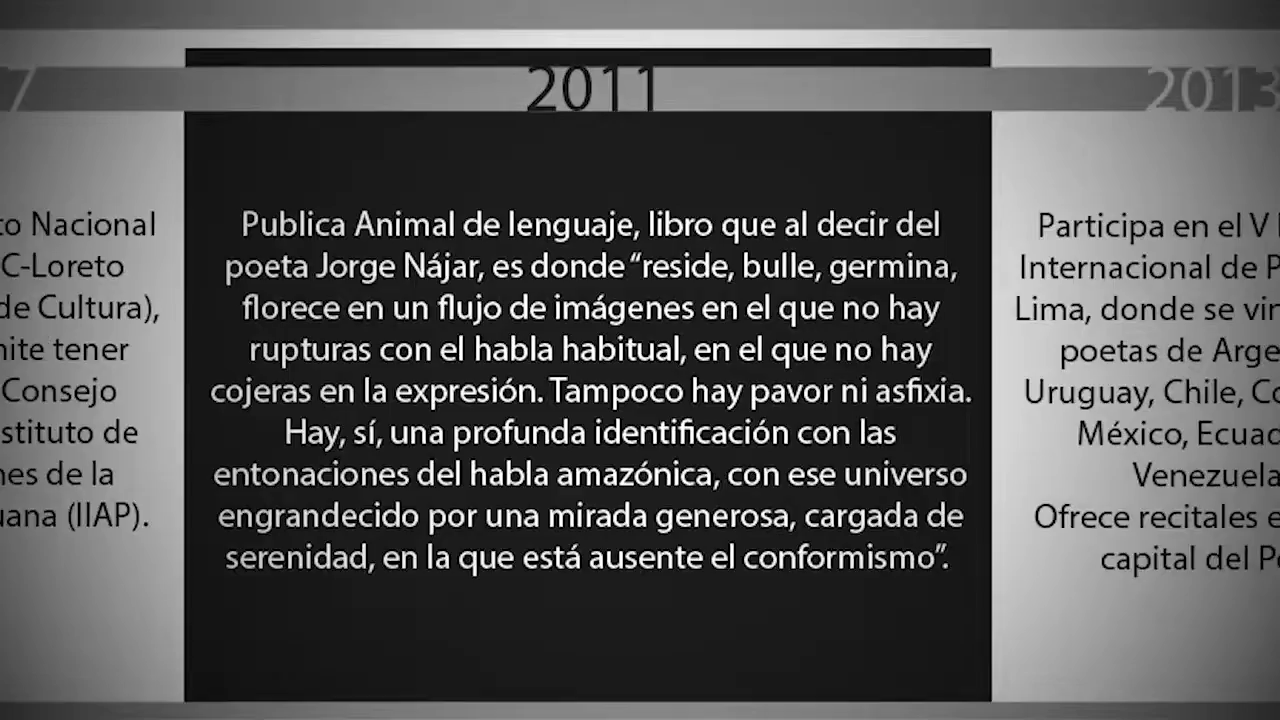 7
2011
2013
to Nacional
C-Loreto
de Cultura),
mite tener
Consejo
stituto de
nes de la
uana (IIAP).
Publica Animal de lenguaje, libro que al decir del
poeta Jorge Nájar, es donde “reside, bulle, germina,
florece en un flujo de imágenes en el que no hay
rupturas con el habla habitual, en el que no hay
cojeras en la expresión. Tampoco hay pavor ni asfixia.
Hay, sí, una profunda identificación con las
entonaciones del habla amazónica, con ese universo
engrandecido por una mirada generosa, cargada de
serenidad, en la que está ausente el conformismo”.
Participa en el V
Internacional de P
Lima, donde se vir
poetas de Arge
Uruguay, Chile, Co
México, Ecuad
Venezuela
Ofrece recitales e
capital del Pe